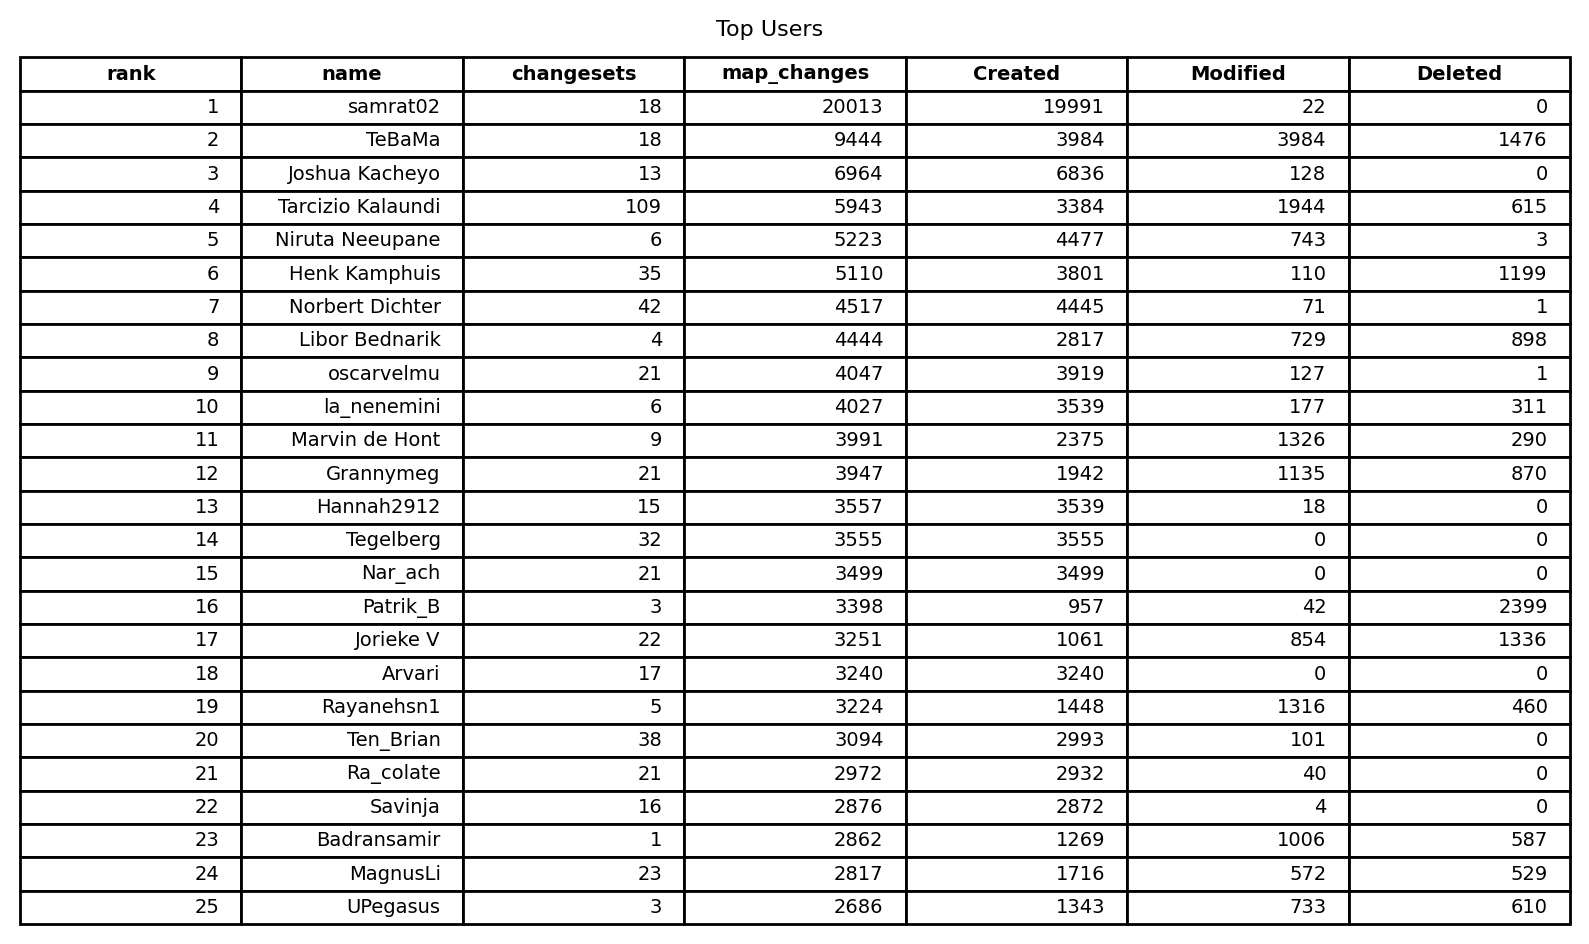 Top Users
rank name changesets map_changes Created Modified Deleted
1 samrat02 18 20013 19991 22 0
2 TeBaMa 18 9444 3984 3984 1476
3 Joshua Kacheyo 13 6964 6836 128 0
4 Tarcizio Kalaundi 109 5943 3384 1944 615
5 Niruta Neeupane 6 5223 4477 743 3
6 Henk Kamphuis 35 5110 3801 110 1199
7 Norbert Dichter 42 4517 4445 71 1
8 Libor Bednarik 4 4444 2817 729 898
9 oscarvelmu 21 4047 3919 127 1
10 la_nenemini 6 4027 3539 177 311
11 Marvin de Hont 9 3991 2375 1326 290
12 Grannymeg 21 3947 1942 1135 870
13 Hannah2912 15 3557 3539 18 0
14 Tegelberg 32 3555 3555 0 0
15 Nar_ach 21 3499 3499 0 0
16 Patrik_B 3 3398 957 42 2399
17 Jorieke V 22 3251 1061 854 1336
18 Arvari 17 3240 3240 0 0
19 Rayanehsn1 5 3224 1448 1316 460
20 Ten_Brian 38 3094 2993 101 0
21 Ra_colate 21 2972 2932 40 0
22 Savinja 16 2876 2872 4 0
23 Badransamir 1 2862 1269 1006 587
24 MagnusLi 23 2817 1716 572 529
25 UPegasus 3 2686 1343 733 610